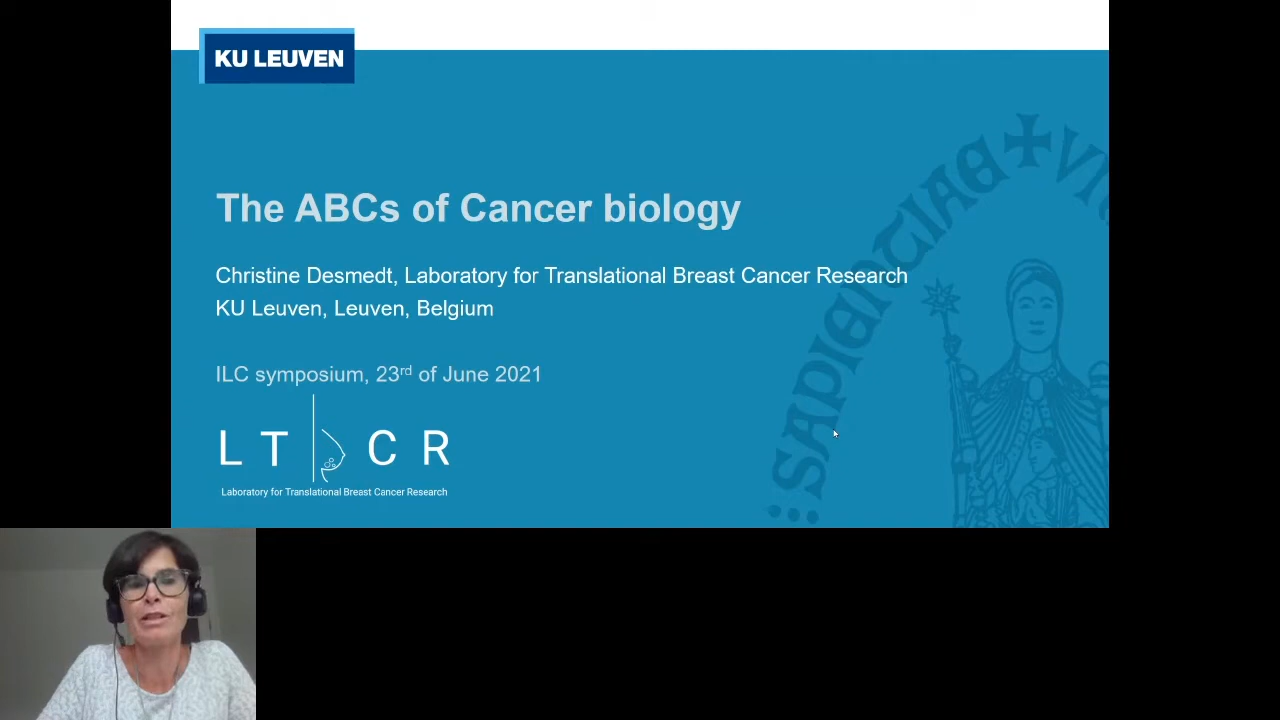 KU LEUVEN
The ABCs of Cancer biology
Christine Desmedt, Laboratory for Translational Breast Cancer Research
KU Leuven, Leuven, Belgium
ILC symposium, 23rd of June 2021
L T B C R
Laboratory for Translational Breast Cancer Research
SAPIENTIAE